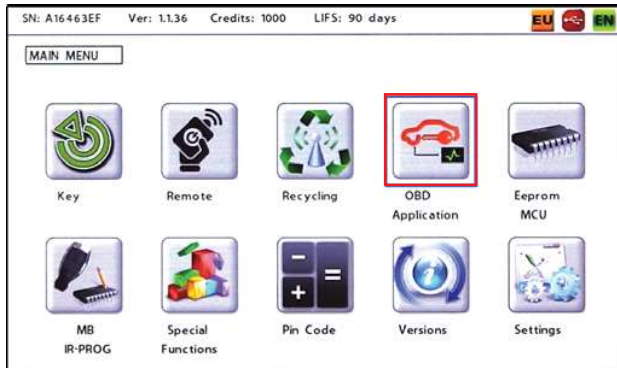 SN: A16463EF Ver: 1.1.36 Credits: 1000 LIFS: 90 days EU EN
MAIN MENU
Key Remote Recycling OBD Application Eeprom MCU
MB IR-PROG Special Functions Pin Code Versions Settings